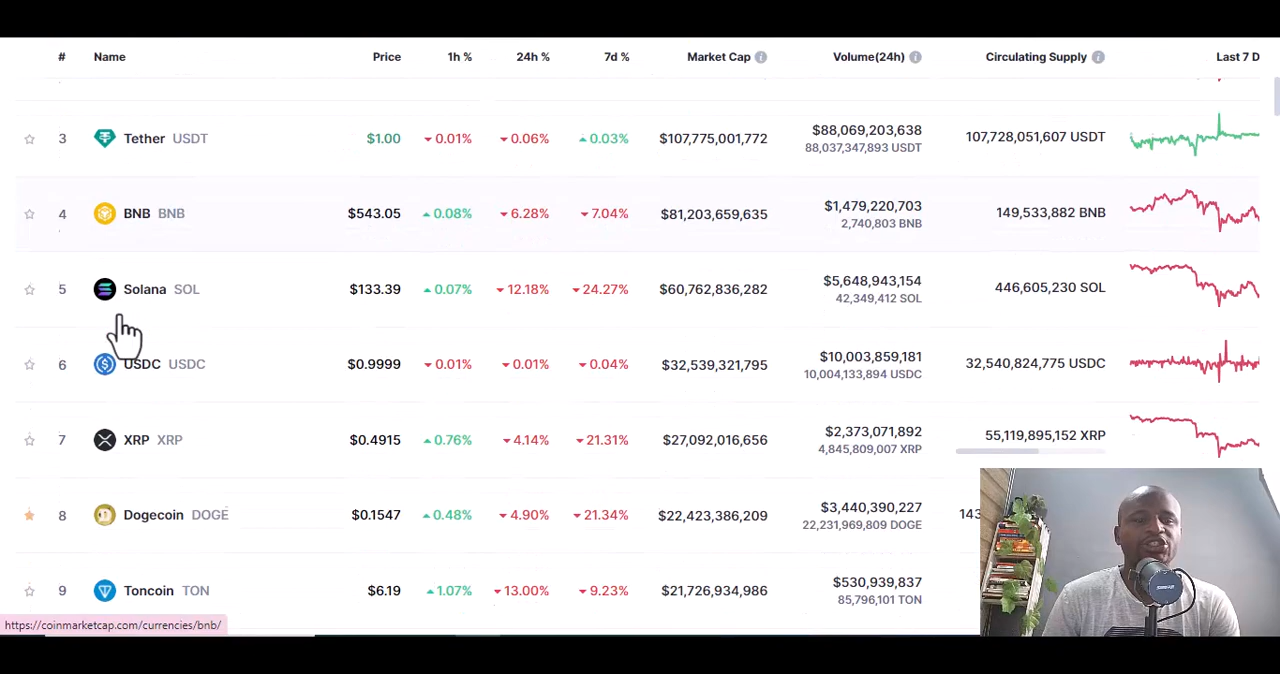 # Name Price 1h % 24h % 7d % Market Cap Volume(24h) Circulating Supply Last 7 D
3 Tether USDT $1.00 0.01% 0.06% 0.03% $107,775,001,772 $88,069,203,638 107,728,051,607 USDT
88,037,347,893 USDT
4 BNB BNB $543.05 0.08% 6.28% 7.04% $81,203,659,635 $1,479,220,703 149,533,882 BNB
2,740,803 BNB
5 Solana SOL $133.39 0.07% 12.18% 24.27% $60,762,836,282 $5,648,943,154 446,605,230 SOL
42,349,412 SOL
6 USDC USDC $0.9999 0.01% 0.01% 0.04% $32,539,321,795 $10,003,859,181 32,540,824,775 USDC
10,004,133,894 USDC
7 XRP XRP $0.4915 0.76% 4.14% 21.31% $27,092,016,656 $2,373,071,892 55,119,895,152 XRP
4,845,809,007 XRP
8 Dogecoin DOGE $0.1547 0.48% 4.90% 21.34% $22,423,386,209 $3,440,390,227 143
22,231,969,809 DOGE
9 Toncoin TON $6.19 1.07% 13.00% 9.23% $21,726,934,986 $530,939,837
85,796,101 TON
https://coinmarketcap.com/currencies/bnb/